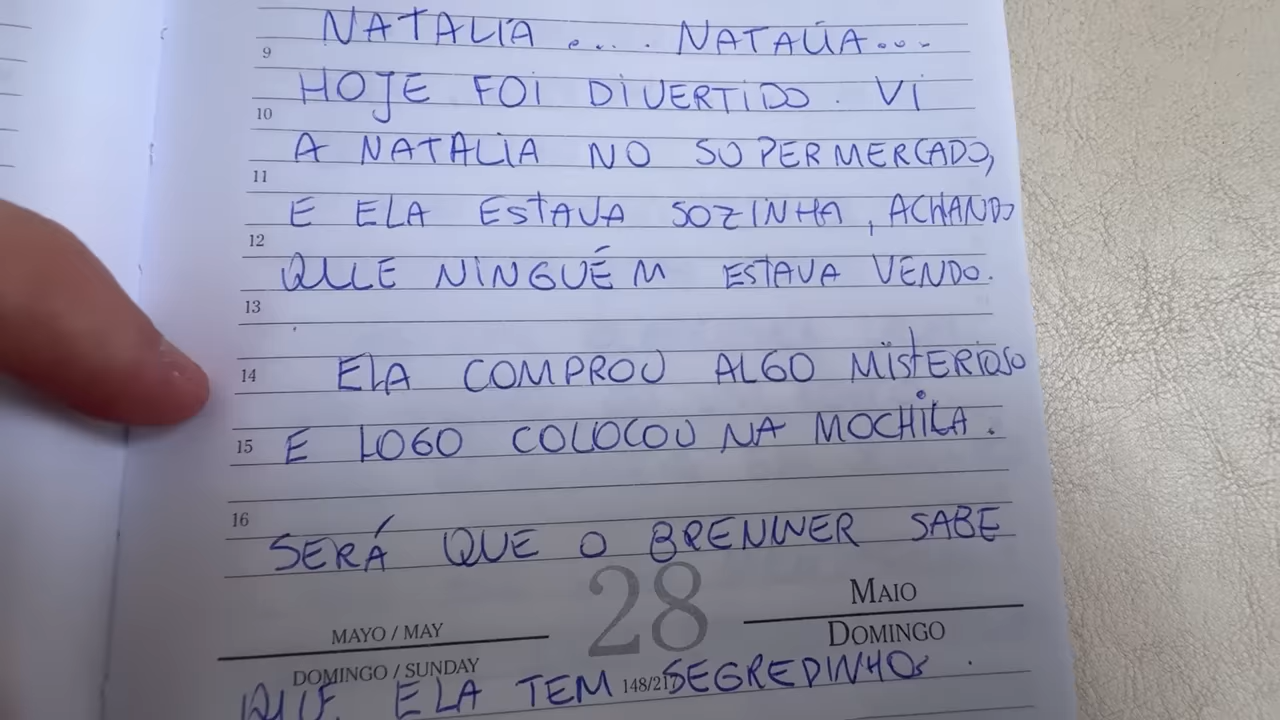 NATALIA .... NATALIA...
9
HOJE FOI DIVERTIDO. VI
10
A NATALIA NO SUPERMERCADO,
11
E ELA ESTAVA SOZINHA, ACHANDO
12
QUE NINGUÉM ESTAVA VENDO.
13
14 ELA COMPROU ALGO MISTERIOSO
15 E LOGO COLOCOU NA MOCHILA.
16
SERÁ QUE O BRENNER SABE
28
MAIO
MAYO / MAY
DOMINGO
DOMINGO / SUNDAY
QUE ELA TEM SEGREDINHOS.